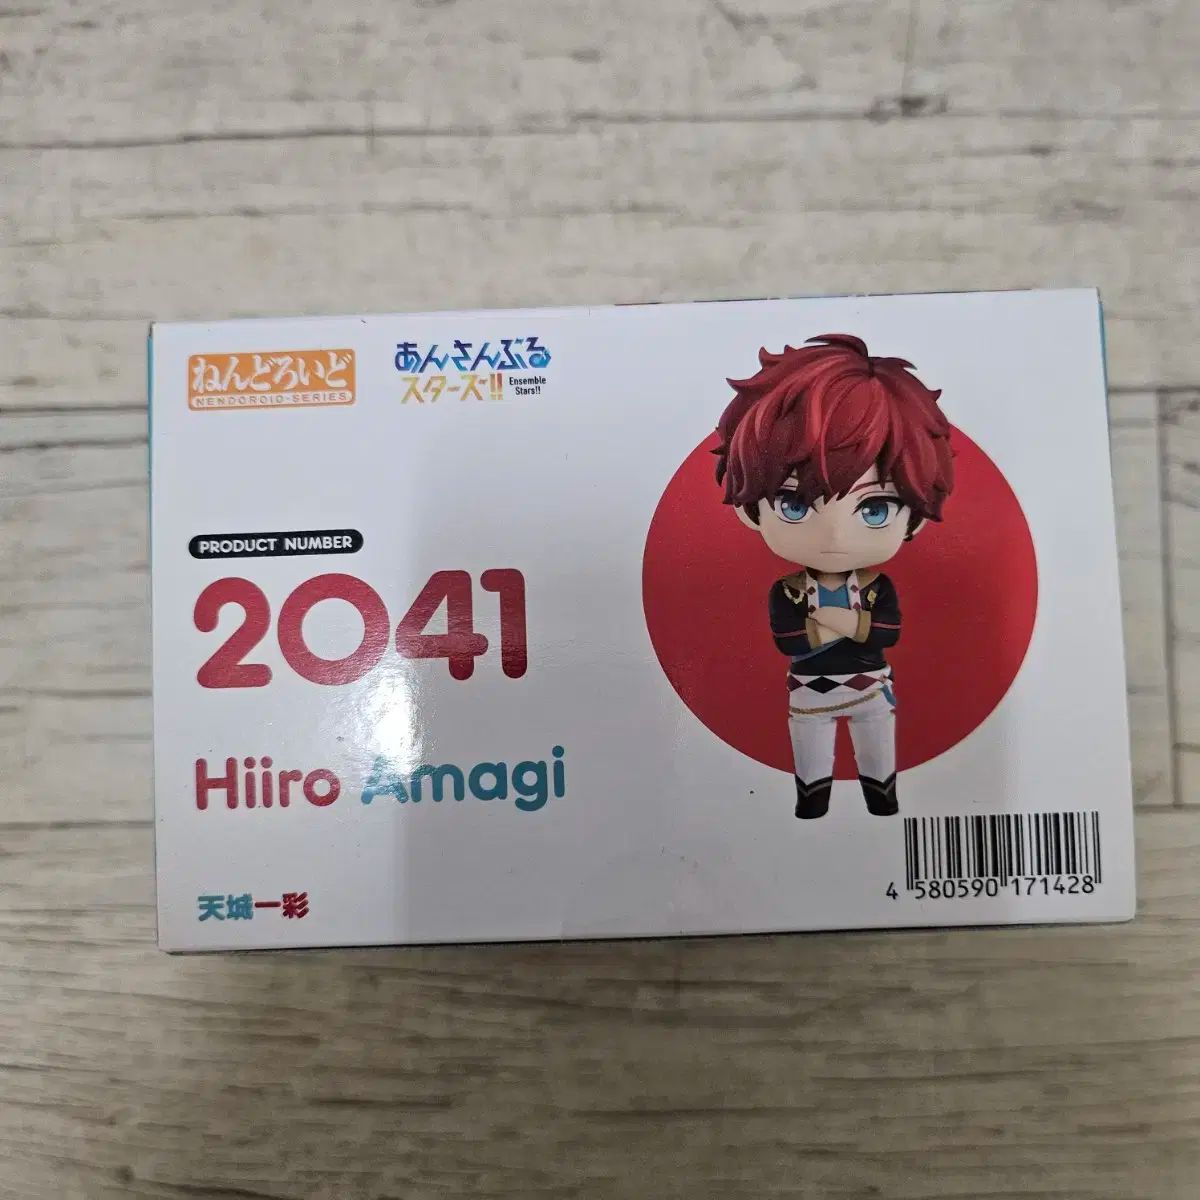 ねんどろいど
NENDOROID-SERIES
あんさんぶる
スターズ!!
Ensemble
Stars!!
PRODUCT NUMBER
2041
Hiiro Amagi
天城一彩
4 580590 171428